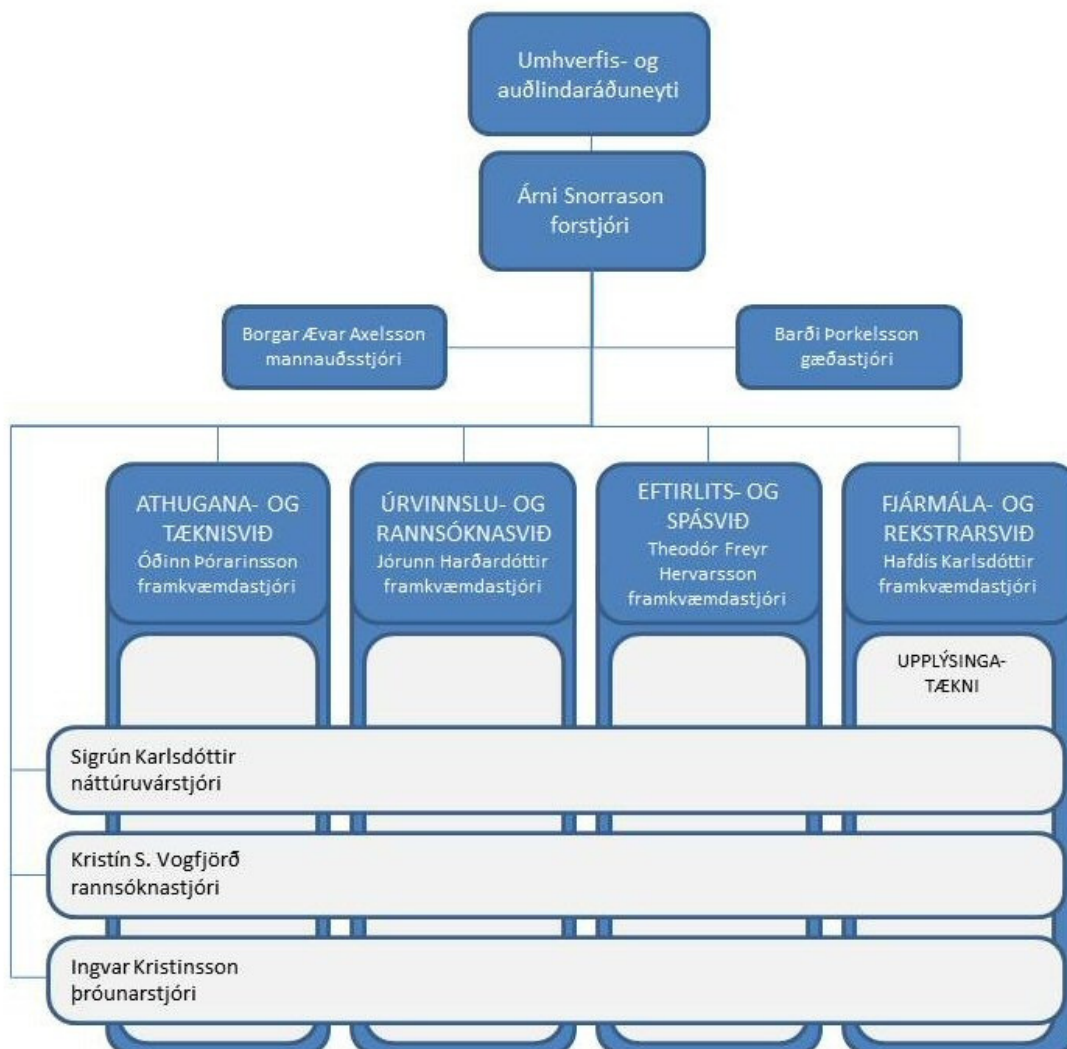 Umhverfis- og
auðlindaráðuneyti
Árni Snorrason
forstjóri
Borgar Ævar Axelsson
mannauðsstjóri
Barði Þorkelsson
gæðastjóri
ATHUGANA- OG
TÆKNISVIÐ
Óðinn Þórarinsson
framkvæmdastjóri
ÚRVINNSLU- OG
RANNSÓKNASVIÐ
Jórunn Harðardóttir
framkvæmdastjóri
EFTIRLITS- OG
SPÁSVIÐ
Theodór Freyr
Hervarsson
framkvæmdastjóri
FJÁRMÁLA- OG
REKSTRARSVIÐ
Hafdís Karlsdóttir
framkvæmdastjóri
UPPLÝSINGA-
TÆKNI
Sigrún Karlsdóttir
náttúruvárstjóri
Kristín S. Vogfjörð
rannsóknastjóri
Ingvar Kristinsson
þróunarstjóri